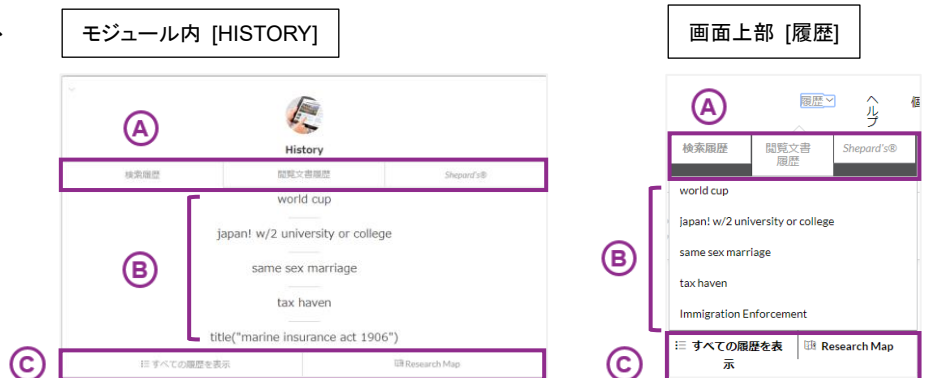 モジュール内 [HISTORY]
A
History
検索履歴 閲覧文書履歴 Shepard's®
B
world cup
japan! w/2 university or college
same sex marriage
tax haven
title("marine insurance act 1906")
C
すべての履歴を表示 Research Map
画面上部 [履歴]
A
履歴
ヘルプ
個
検索履歴 閲覧文書 Shepard's®
履歴
B
world cup
japan! w/2 university or college
same sex marriage
tax haven
Immigration Enforcement
C
すべての履歴を表 Research Map
示